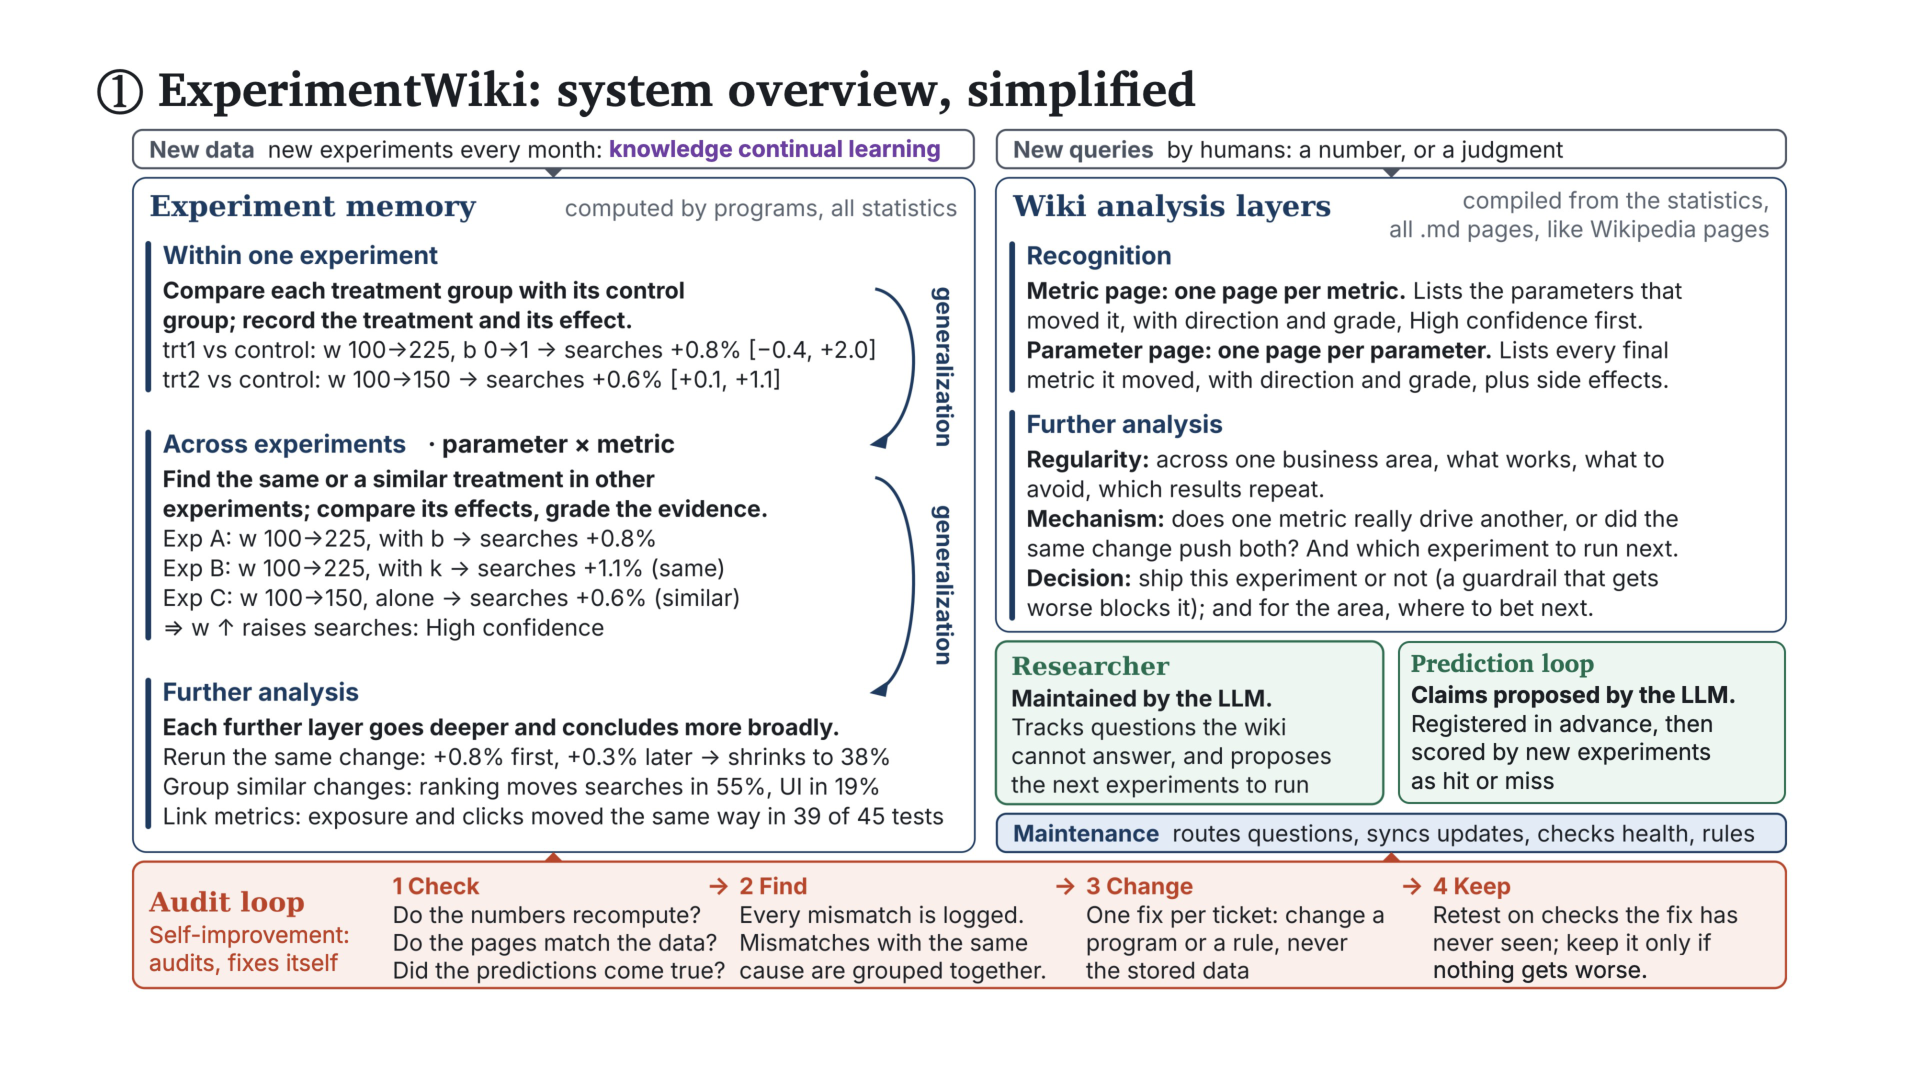 ① ExperimentWiki: system overview, simplified
New data new experiments every month: knowledge continual learning
Experiment memory
computed by programs, all statistics
Within one experiment
Compare each treatment group with its control
group; record the treatment and its effect.
trt1 vs control: w 100→225, b 0→1 → searches +0.8% [−0.4, +2.0]
trt2 vs control: w 100→150 → searches +0.6% [+0.1, +1.1]
generalization
Across experiments · parameter × metric
Find the same or a similar treatment in other
experiments; compare its effects, grade the evidence.
Exp A: w 100→225, with b → searches +0.8%
Exp B: w 100→225, with k → searches +1.1% (same)
Exp C: w 100→150, alone → searches +0.6% (similar)
⇒ w ↑ raises searches: High confidence
generalization
Further analysis
Each further layer goes deeper and concludes more broadly.
Rerun the same change: +0.8% first, +0.3% later → shrinks to 38%
Group similar changes: ranking moves searches in 55%, UI in 19%
Link metrics: exposure and clicks moved the same way in 39 of 45 tests
New queries by humans: a number, or a judgment
Wiki analysis layers
compiled from the statistics,
all .md pages, like Wikipedia pages
Recognition
Metric page: one page per metric. Lists the parameters that
moved it, with direction and grade, High confidence first.
Parameter page: one page per parameter. Lists every final
metric it moved, with direction and grade, plus side effects.
Further analysis
Regularity: across one business area, what works, what to
avoid, which results repeat.
Mechanism: does one metric really drive another, or did the
same change push both? And which experiment to run next.
Decision: ship this experiment or not (a guardrail that gets
worse blocks it); and for the area, where to bet next.
Researcher
Maintained by the LLM.
Tracks questions the wiki
cannot answer, and proposes
the next experiments to run
Prediction loop
Claims proposed by the LLM.
Registered in advance, then
scored by new experiments
as hit or miss
Maintenance routes questions, syncs updates, checks health, rules
Audit loop
Self-improvement:
audits, fixes itself
1 Check
Do the numbers recompute?
Do the pages match the data?
Did the predictions come true?
→ 2 Find
Every mismatch is logged.
Mismatches with the same
cause are grouped together.
→ 3 Change
One fix per ticket: change a
program or a rule, never
the stored data
→ 4 Keep
Retest on checks the fix has
never seen; keep it only if
nothing gets worse.